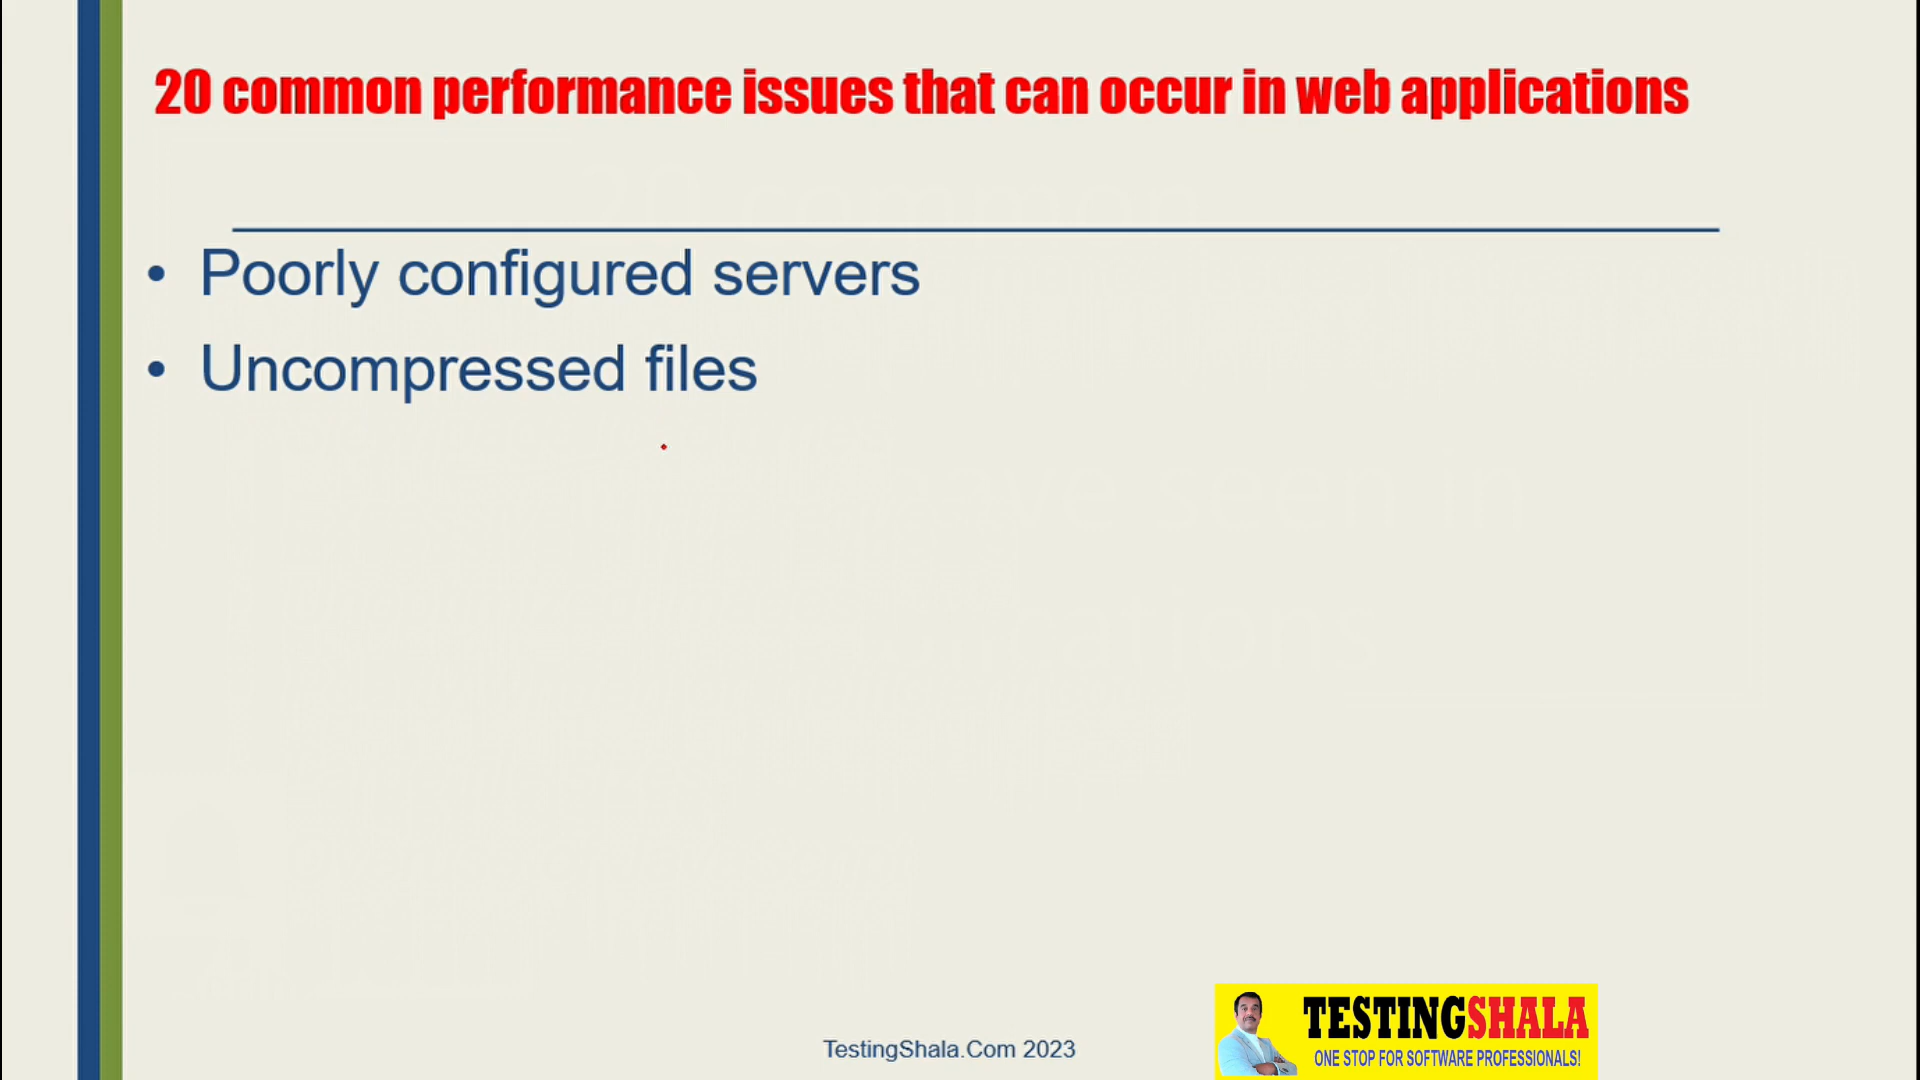 20 common performance issues that can occur in web applications
• Poorly configured servers
• Uncompressed files
TestingShala.Com 2023
TESTINGSHALA
ONE STOP FOR SOFTWARE PROFESSIONALS!